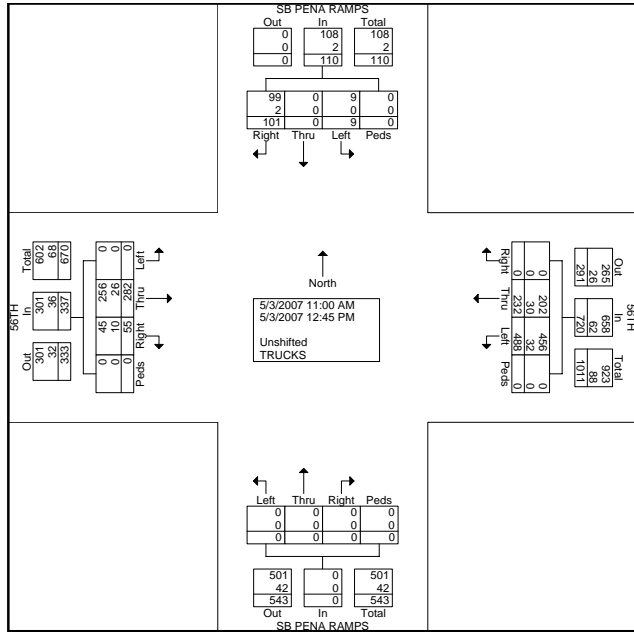 SB PENA RAMPS
Out In Total
0 108 108
0 2 2
0 110 110
99 0 9 0
2 0 0 0
101 0 9 0
Right Thru Left Peds
56TH
Out In Total
301 301 602
32 36 68
333 337 670
Peds Right Thru Left
0 45 256 0
0 10 26 0
0 55 282 0
North
5/3/2007 11:00 AM
5/3/2007 12:45 PM
Unshifted
TRUCKS
56TH
Out In Total
265 658 923
26 62 88
291 720 1011
0 202 456 0
0 30 32 0
0 232 488 0
Right Thru Left Peds
Left Thru Right Peds
0 0 0 0
0 0 0 0
0 0 0 0
501 0 501
42 0 42
543 0 543
Out In Total
SB PENA RAMPS